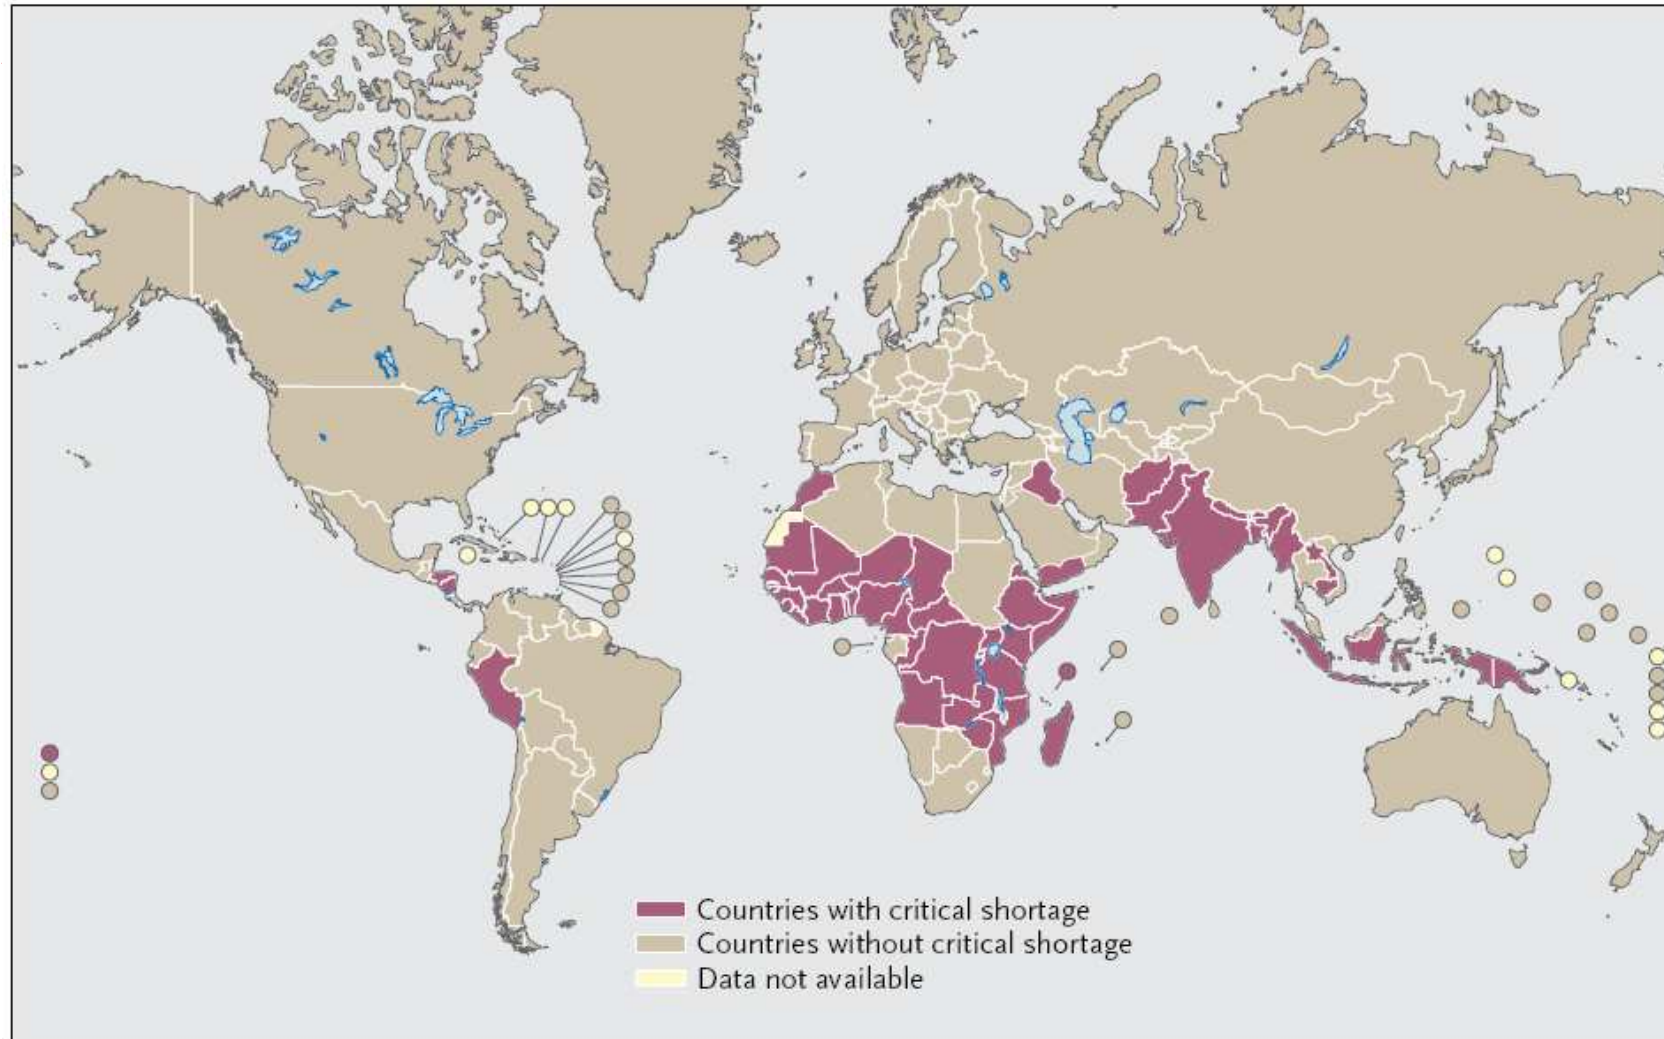 Countries with critical shortage
Countries without critical shortage
Data not available